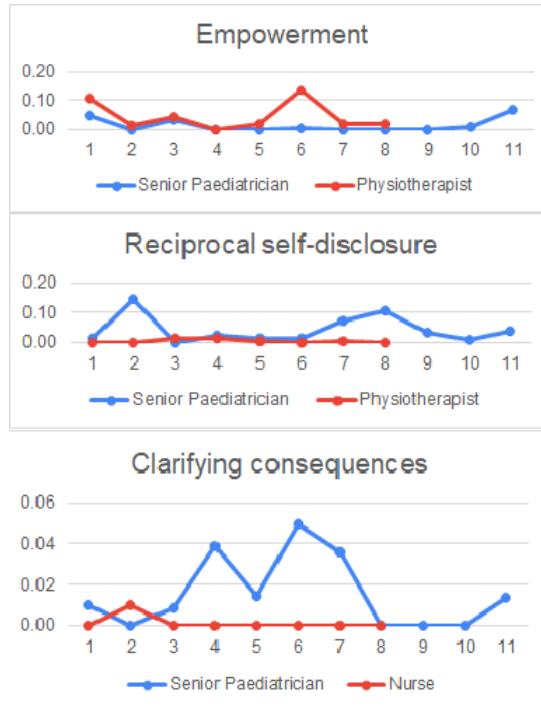 Empowerment
0.20
0.10
0.00
1 2 3 4 5 6 7 8 9 10 11
Senior Paediatrician Physiotherapist
Reciprocal self-disclosure
0.20
0.10
0.00
1 2 3 4 5 6 7 8 9 10 11
Senior Paediatrician Physiotherapist
Clarifying consequences
0.06
0.04
0.02
0.00
1 2 3 4 5 6 7 8 9 10 11
Senior Paediatrician Nurse